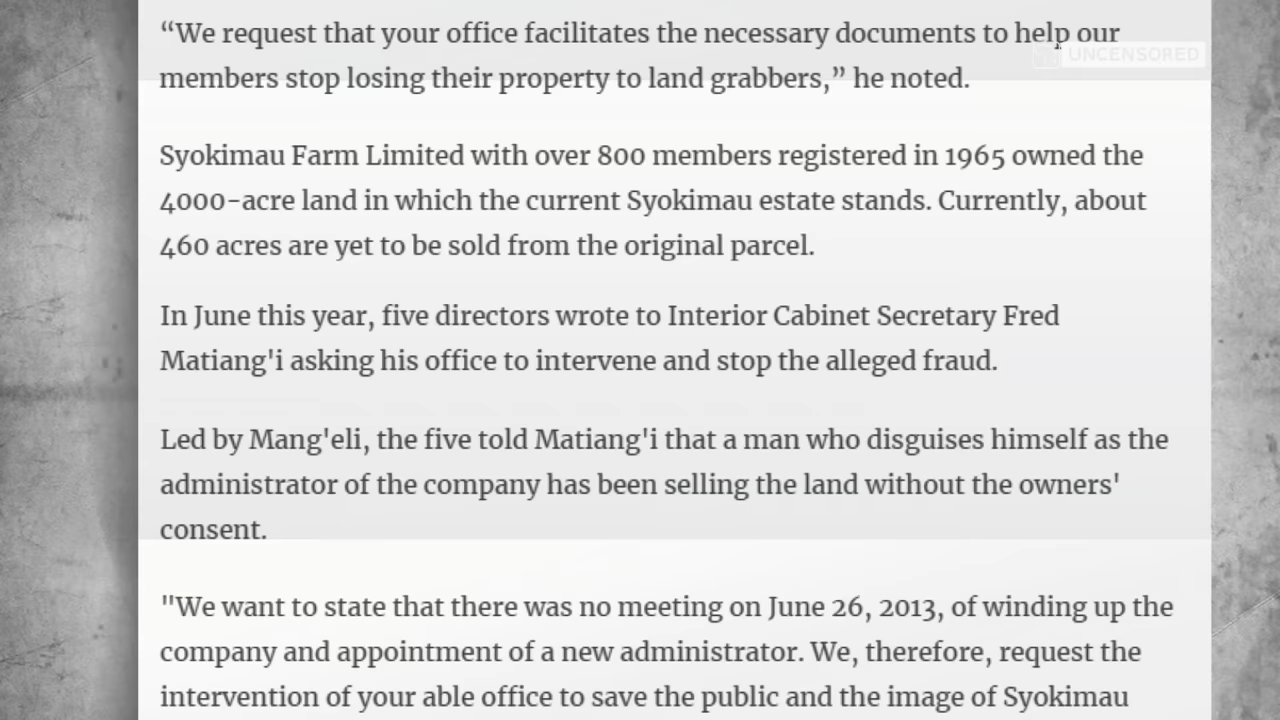 “We request that your office facilitates the necessary documents to help our
UNCENSORED
members stop losing their property to land grabbers,” he noted.
Syokimau Farm Limited with over 800 members registered in 1965 owned the
4000-acre land in which the current Syokimau estate stands. Currently, about
460 acres are yet to be sold from the original parcel.
In June this year, five directors wrote to Interior Cabinet Secretary Fred
Matiang'i asking his office to intervene and stop the alleged fraud.
Led by Mang'eli, the five told Matiang'i that a man who disguises himself as the
administrator of the company has been selling the land without the owners'
consent.
"We want to state that there was no meeting on June 26, 2013, of winding up the
company and appointment of a new administrator. We, therefore, request the
intervention of your able office to save the public and the image of Syokimau